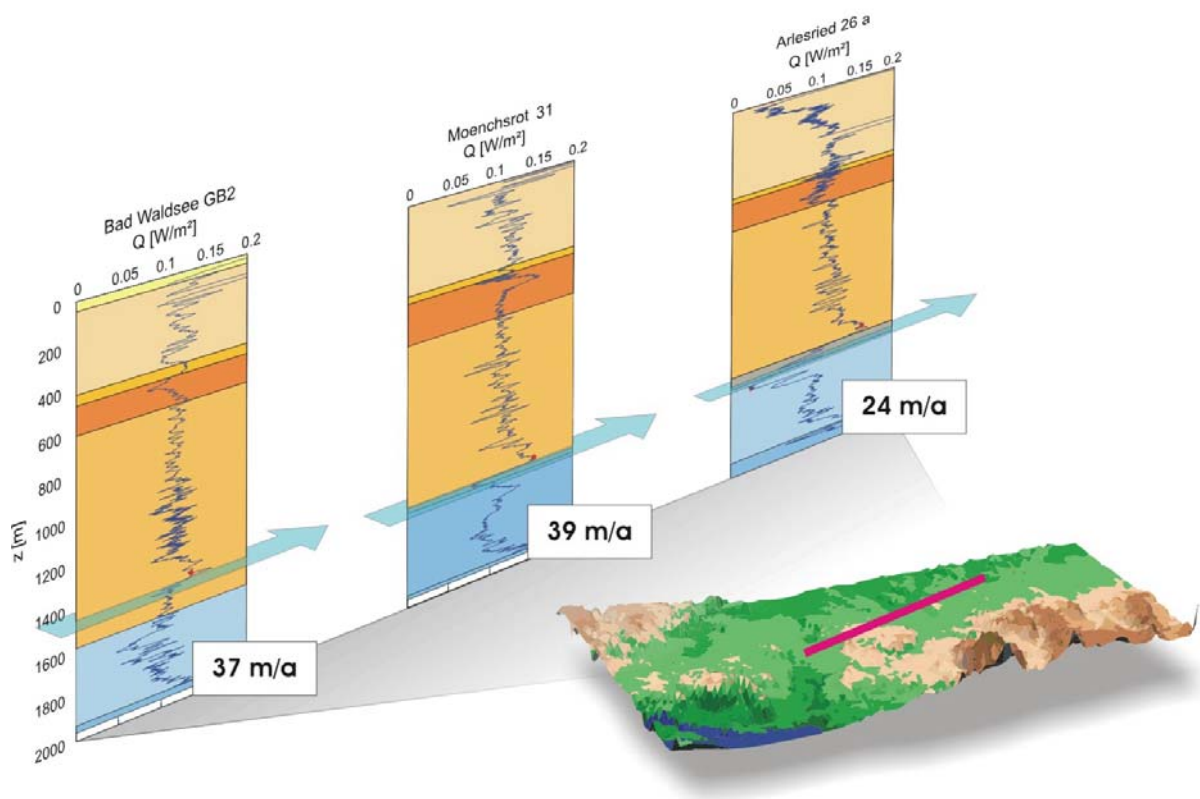 Bad Waldsee GB2
Q [W/m²]
0 0.05 0.1 0.15 0.2
Moenchsrot 31
Q [W/m²]
0 0.05 0.1 0.15 0.2
Arlesried 26 a
Q [W/m²]
0 0.05 0.1 0.15 0.2
z [m]
0
200
400
600
800
1000
1200
1400
1600
1800
2000
37 m/a
39 m/a
24 m/a